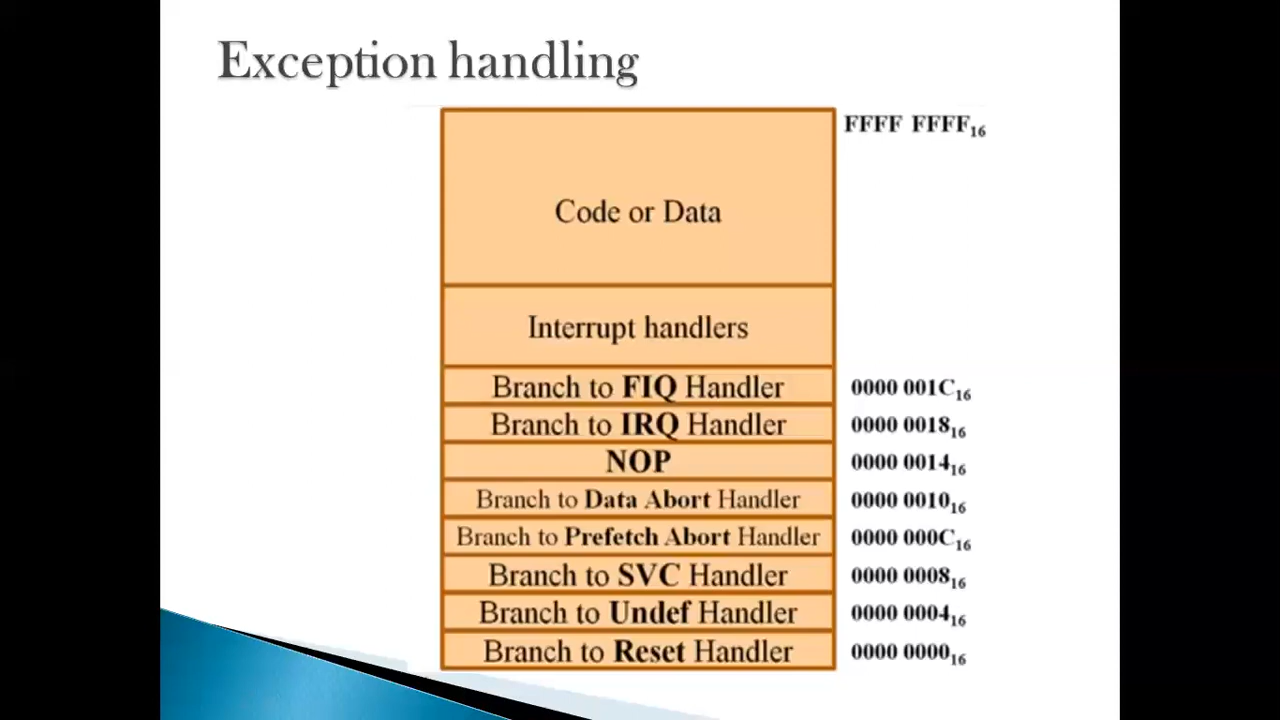 Exception handling
FFFF FFFF16
Code or Data
Interrupt handlers
Branch to FIQ Handler 0000 001C16
Branch to IRQ Handler 0000 001816
NOP 0000 001416
Branch to Data Abort Handler 0000 001016
Branch to Prefetch Abort Handler 0000 000C16
Branch to SVC Handler 0000 000816
Branch to Undef Handler 0000 000416
Branch to Reset Handler 0000 000016